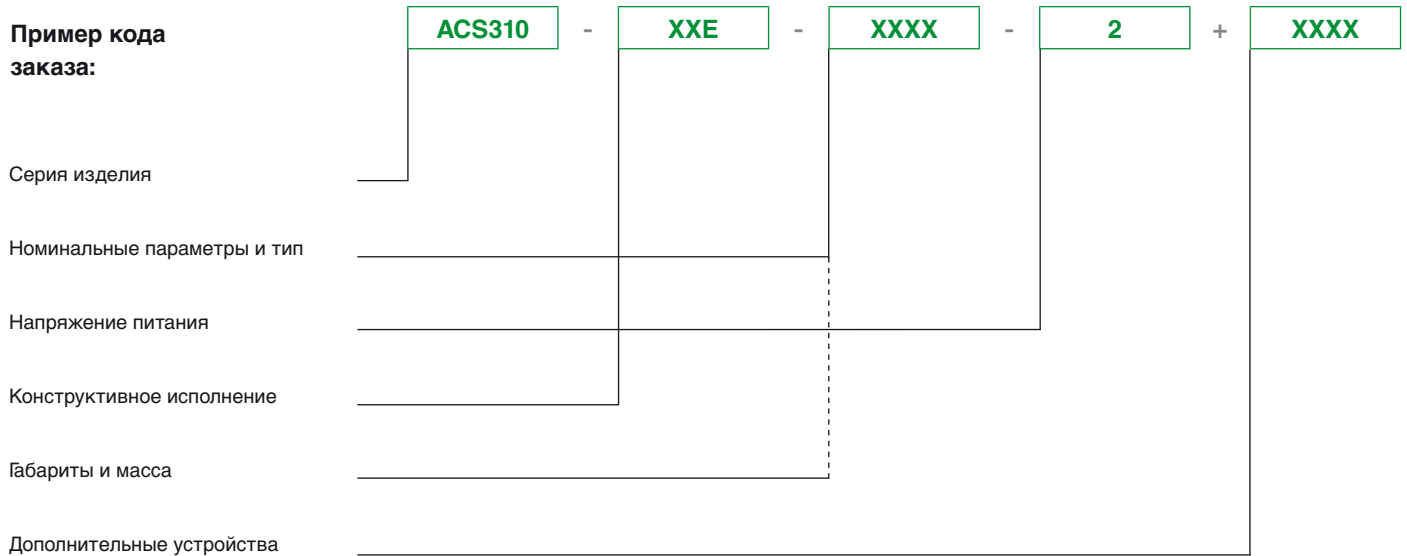 Пример кода
заказа:
ACS310 - XXE - XXXX - 2 + XXXX
Серия изделия
Номинальные параметры и тип
Напряжение питания
Конструктивное исполнение
Габариты и масса
Дополнительные устройства